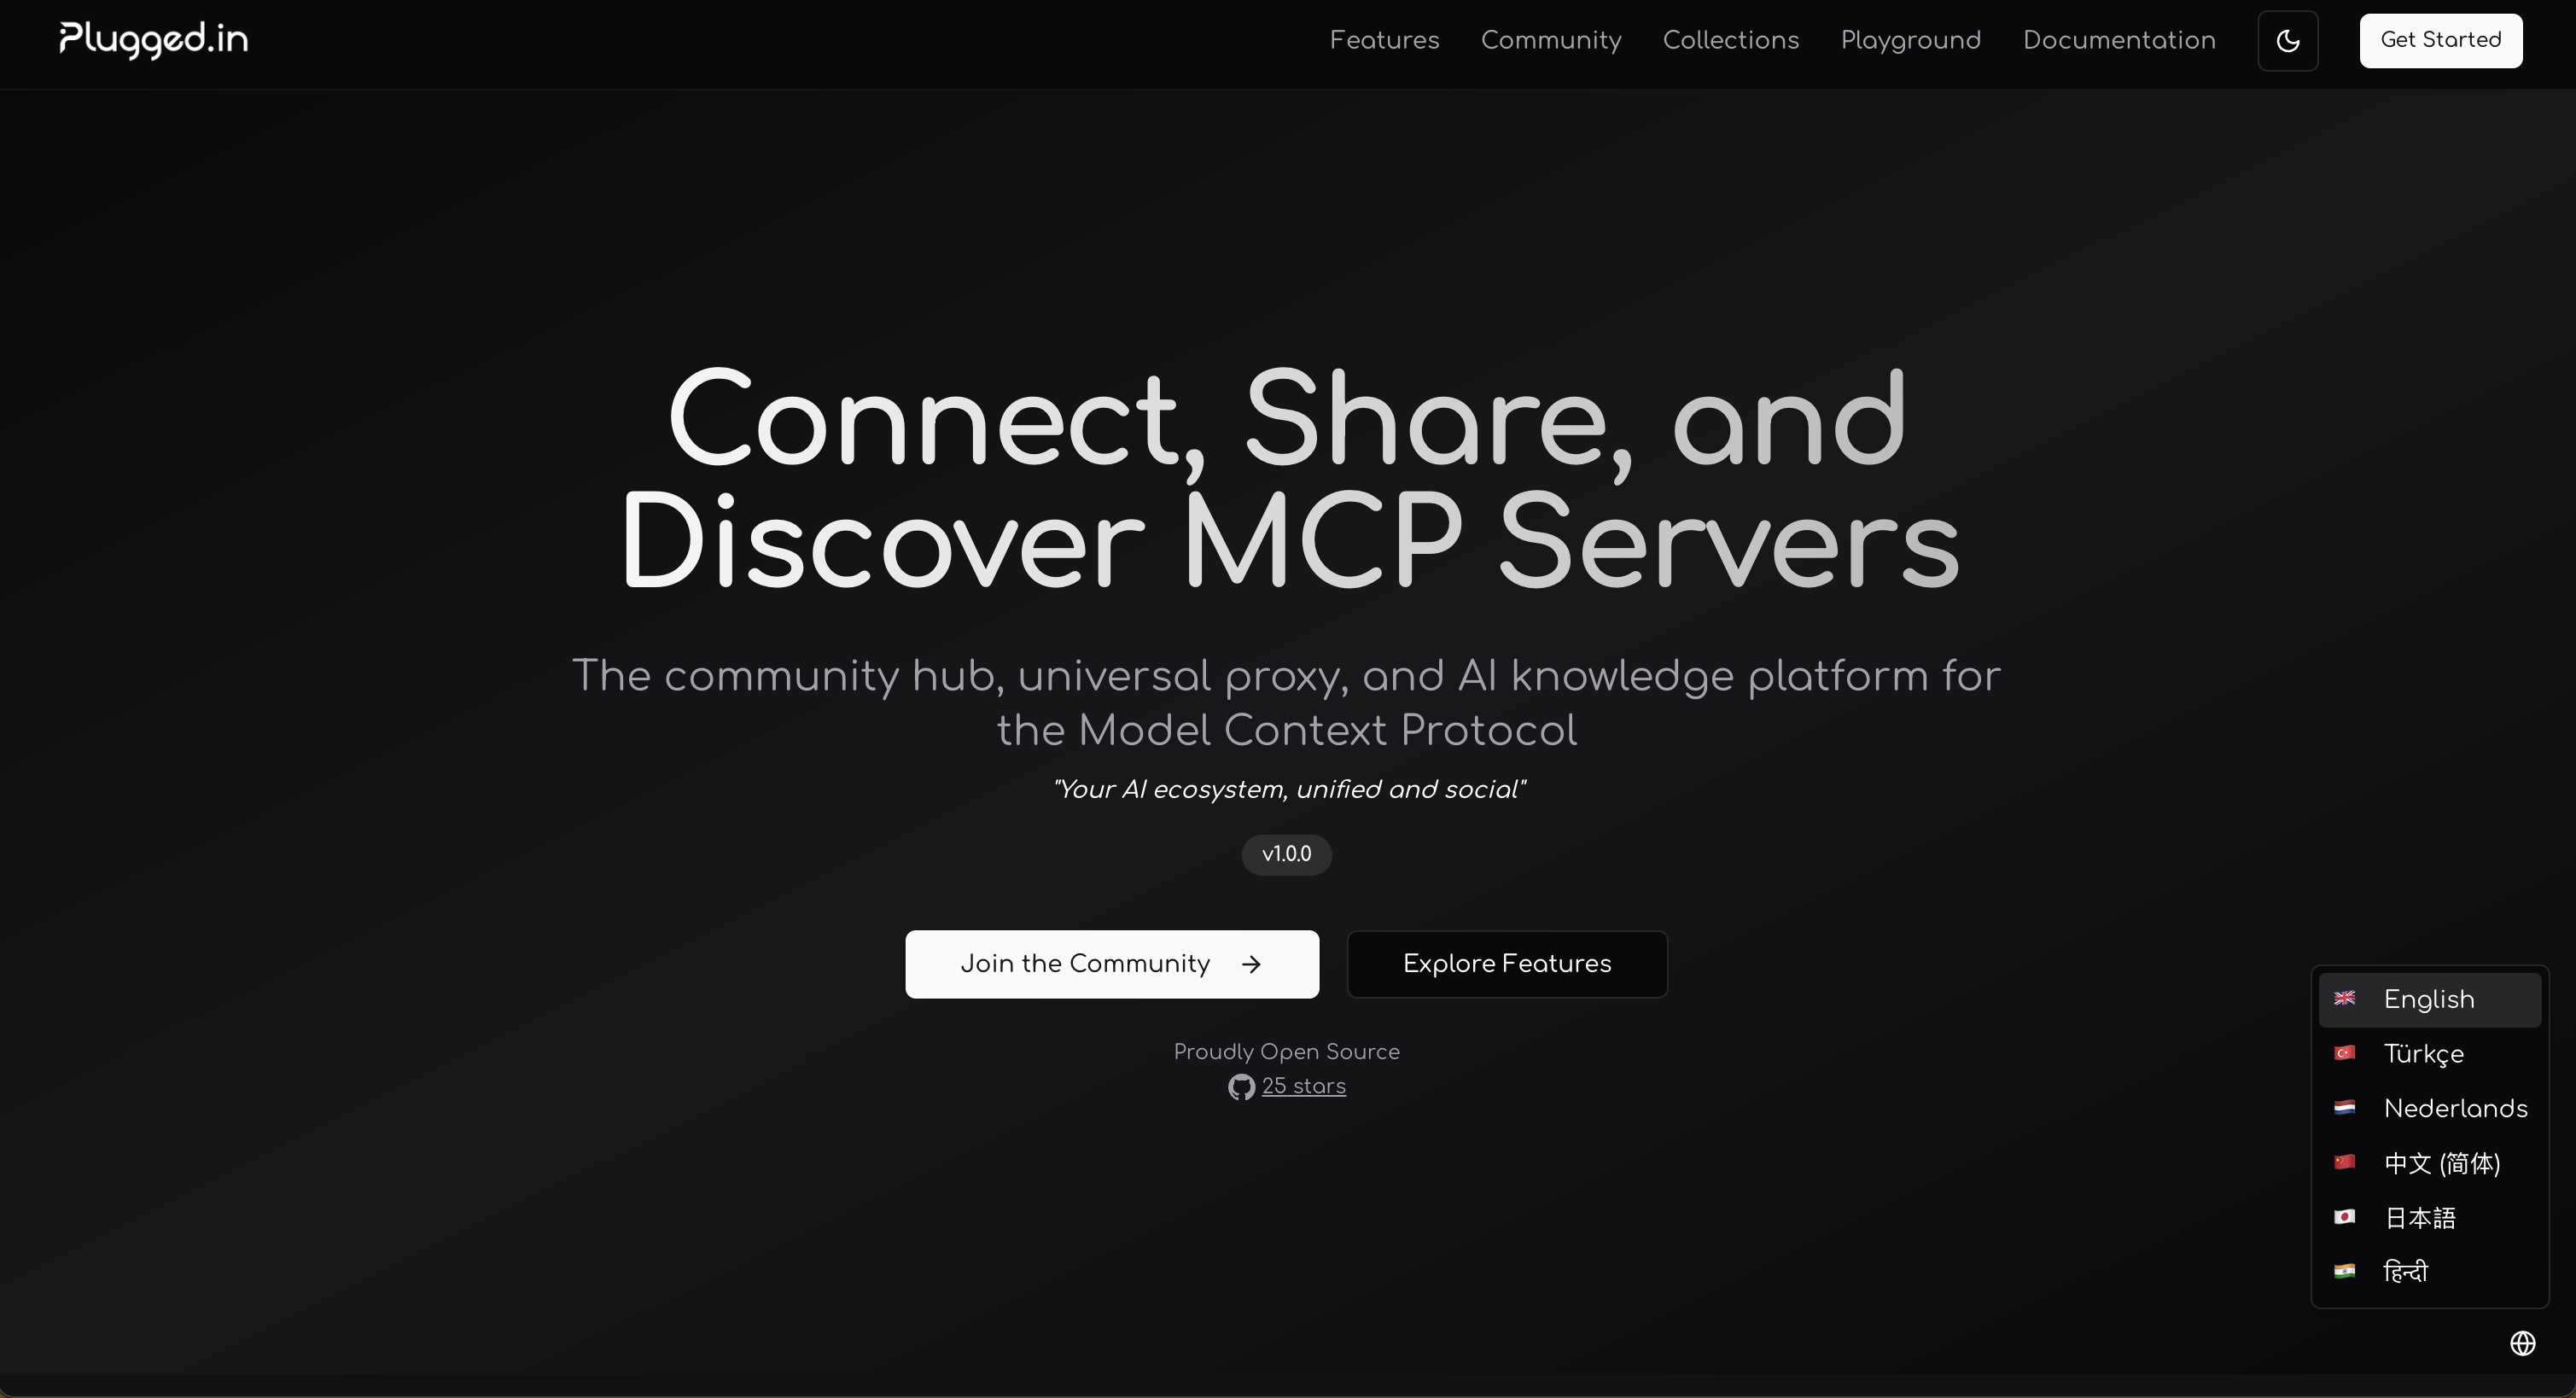 Plugged.in
Features Community Collections Playground Documentation Get Started
Connect, Share, and
Discover MCP Servers
The community hub, universal proxy, and AI knowledge platform for
the Model Context Protocol
"Your AI ecosystem, unified and social"
v1.0.0
Join the Community Explore Features
Proudly Open Source
25 stars
English
Türkçe
Nederlands
中文 (简体)
日本語
हिन्दी